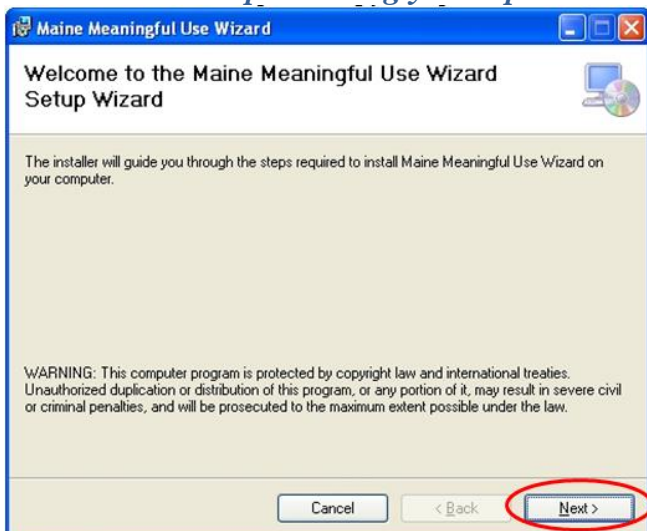 Maine Meaningful Use Wizard
Welcome to the Maine Meaningful Use Wizard
Setup Wizard
The installer will guide you through the steps required to install Maine Meaningful Use Wizard on
your computer.
WARNING: This computer program is protected by copyright law and international treaties.
Unauthorized duplication or distribution of this program, or any portion of it, may result in severe civil
or criminal penalties, and will be prosecuted to the maximum extent possible under the law.
Cancel < Back Next >